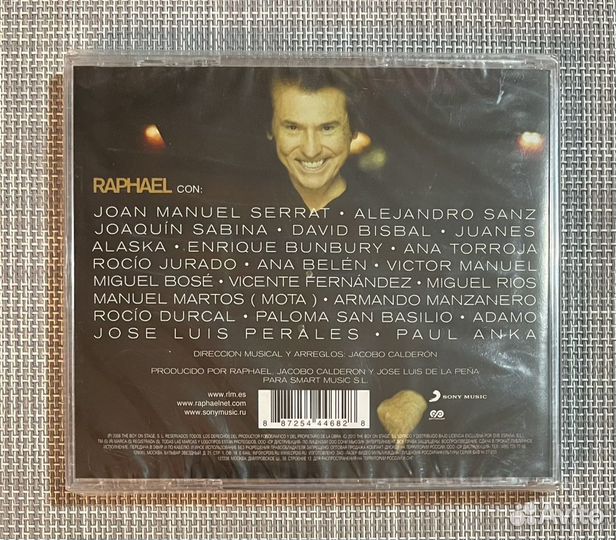 RAPHAEL CON:
JOAN MANUEL SERRAT • ALEJANDRO SANZ
JOAQUÍN SABINA • DAVID BISBAL • JUANES
ALASKA • ENRIQUE BUNBURY • ANA TORROJA
ROCÍO JURADO • ANA BELÉN • VICTOR MANUEL
MIGUEL BOSÉ • VICENTE FERNÁNDEZ • MIGUEL RÍOS
MANUEL MARTOS ( MOTA ) • ARMANDO MANZANERO
ROCÍO DURCAL • PALOMA SAN BASILIO • ADAMO
JOSE LUIS PERALES • PAUL ANKA
DIRECCION MUSICAL Y ARREGLOS: JACOBO CALDERÓN
PRODUCIDO POR RAPHAEL, JACOBO CALDERON Y JOSE LUIS DE LA PEÑA
PARA SMART MUSIC S.L.
www.rlm.es
www.raphaelnet.com
www.sonymusic.ru
8 87254 44682 8
SONY MUSIC
Avito